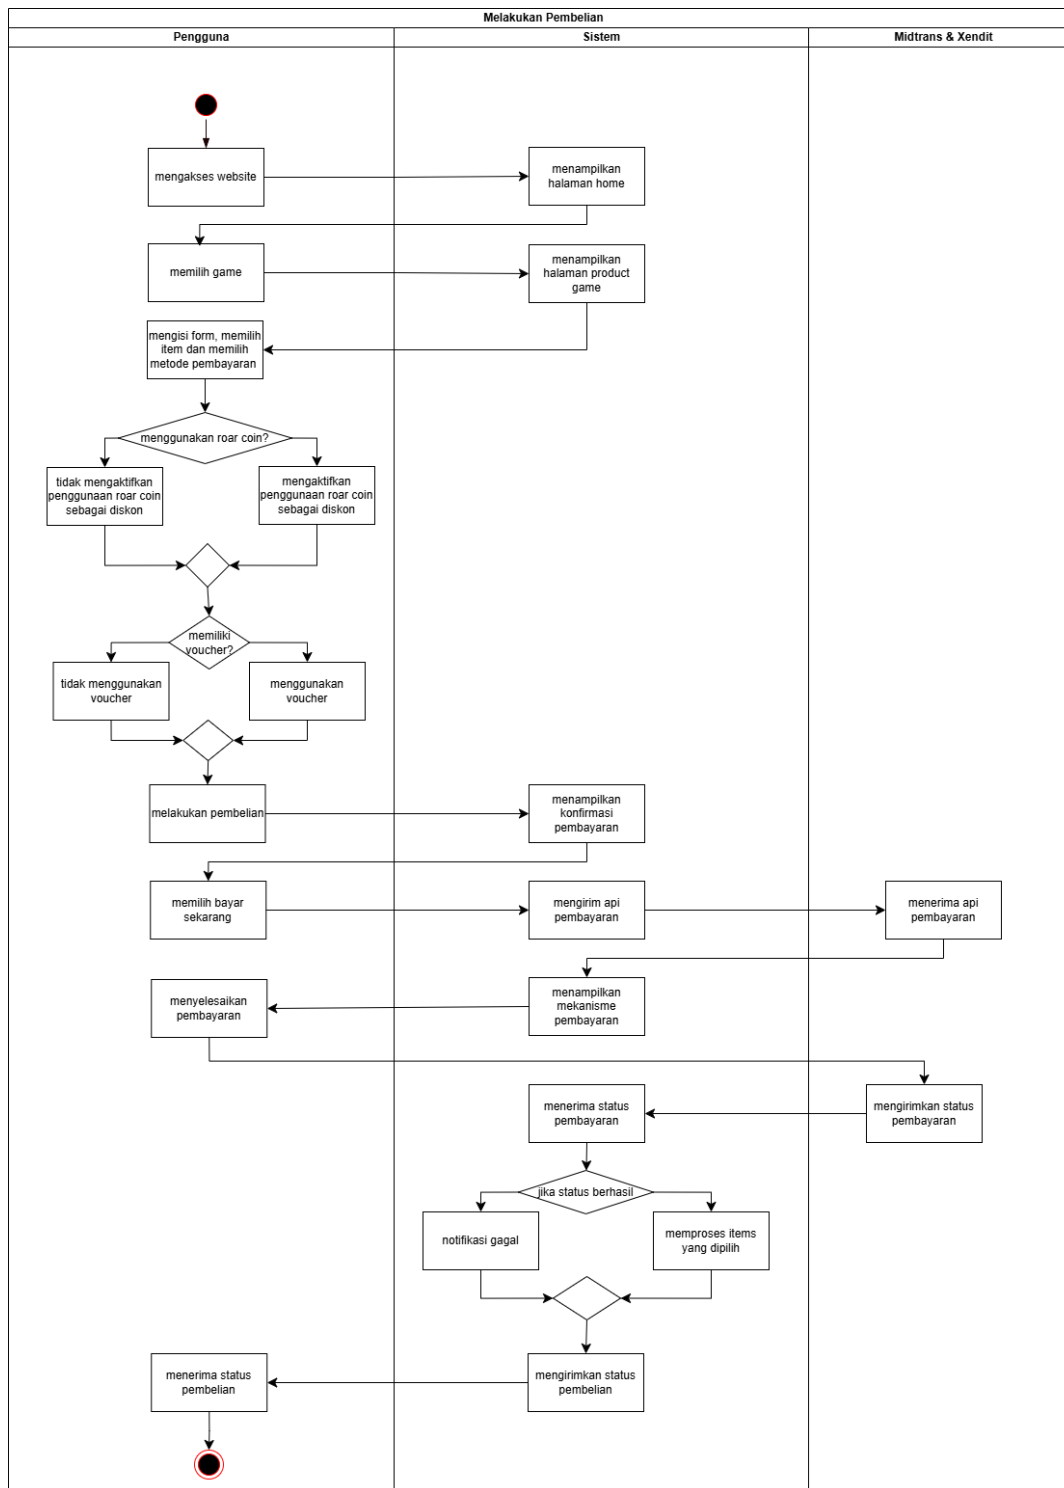 Melakukan Pembelian
Pengguna
Sistem
Midtrans & Xendit
mengakses website
menampilkan
halaman home
memilih game
menampilkan
halaman product
game
mengisi form, memilih
item dan memilih
metode pembayaran
menggunakan roar coin?
tidak mengaktifkan
penggunaan roar coin
sebagai diskon
mengaktifkan
penggunaan roar coin
sebagai diskon
memiliki
voucher?
tidak menggunakan
voucher
menggunakan
voucher
melakukan pembelian
menampilkan
konfirmasi
pembayaran
memilih bayar
sekarang
mengirim api
pembayaran
menerima api
pembayaran
menyelesaikan
pembayaran
menampilkan
mekanisme
pembayaran
menerima status
pembayaran
mengirimkan status
pembayaran
jika status berhasil
notifikasi gagal
memproses items
yang dipilih
menerima status
pembelian
mengirimkan status
pembelian